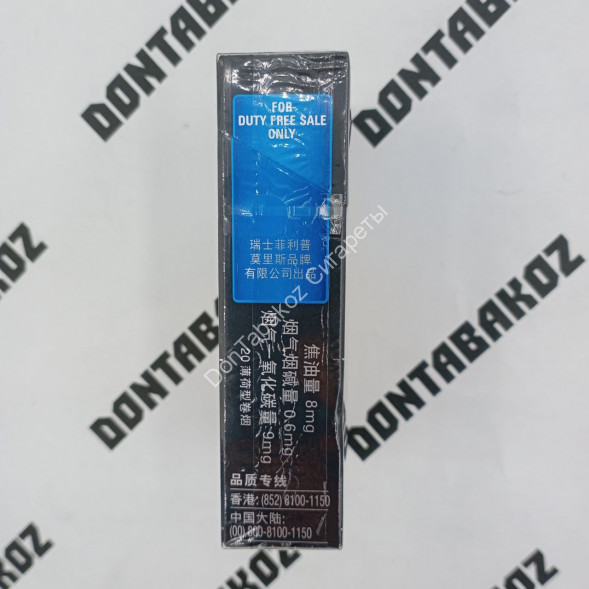 FOR
DUTY FREE SALE
ONLY
瑞士菲利普
莫里斯品牌
有限公司出品
焦油量 8mg
烟气烟碱量 0.6mg
烟气一氧化碳量 9mg
20 薄荷型卷烟
品质专线
香港: (852) 8100-1150
中国大陆:
(00) 800-8100-1150
DonTabakoz Сигареты
DONTABAKOZ
DONTABAKOZ
DONTABAKOZ